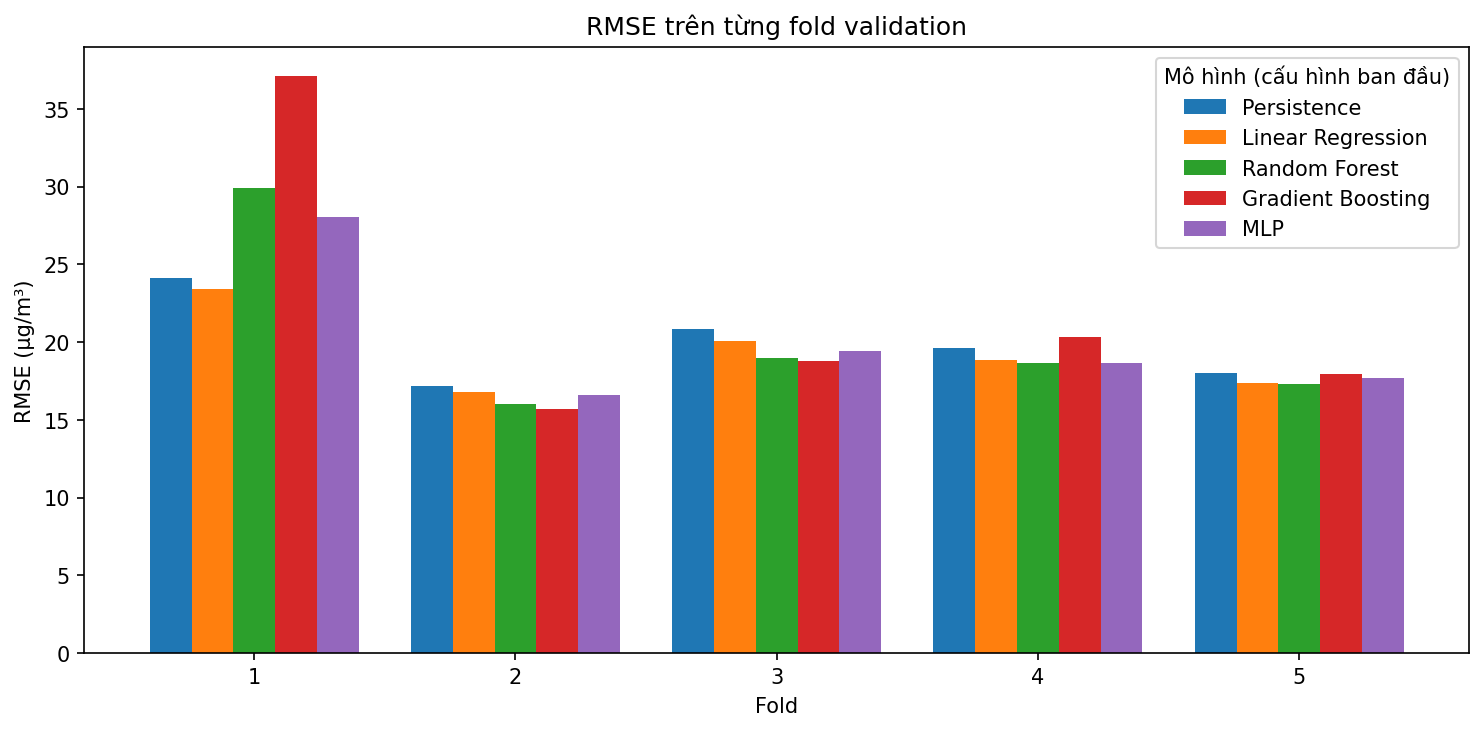 RMSE trên từng fold validation
Mô hình (cấu hình ban đầu)
Persistence
Linear Regression
Random Forest
Gradient Boosting
MLP
RMSE (µg/m³)
35
30
25
20
15
10
5
0
1 2 3 4 5
Fold